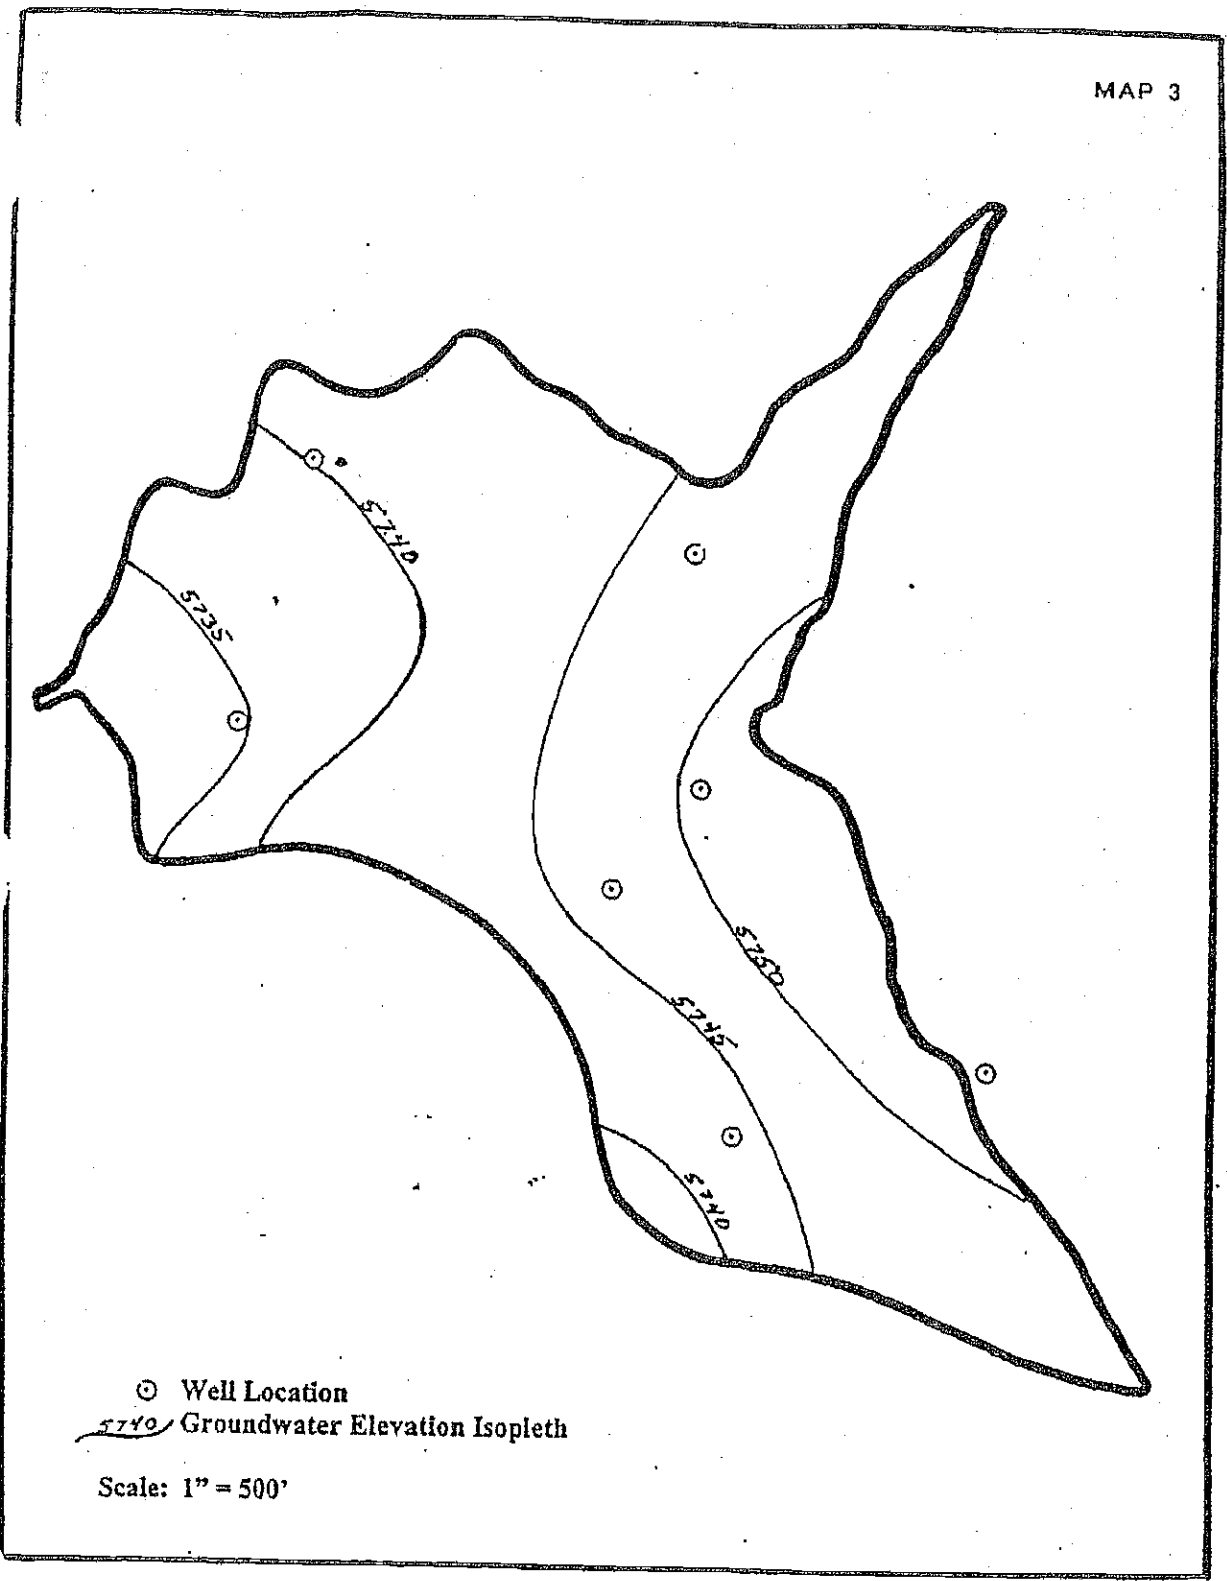 MAP 3
5740
5735
5750
5745
5740
Well Location
5740 Groundwater Elevation Isopleth
Scale: 1” = 500’